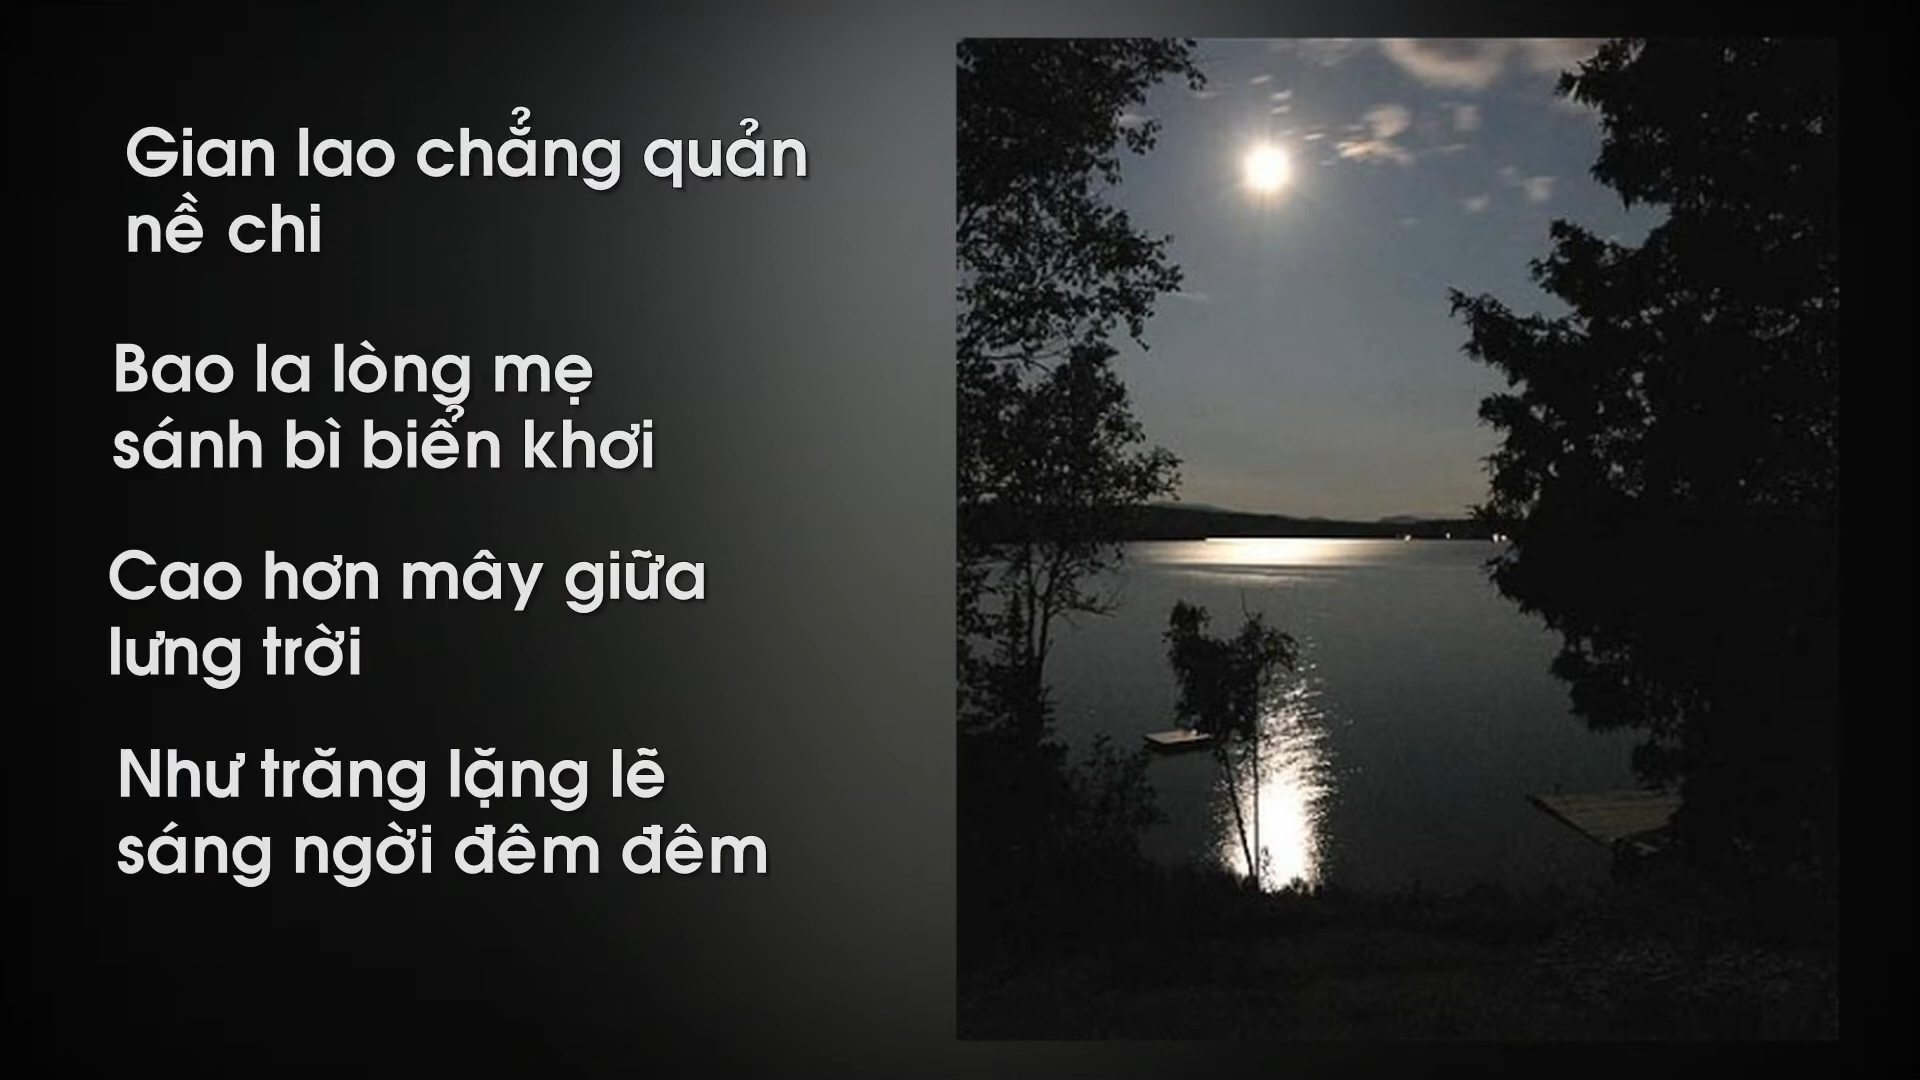 Gian lao chẳng quản
nề chi
Bao la lòng mẹ
sánh bì biển khơi
Cao hơn mây giữa
lưng trời
Như trăng lặng lẽ
sáng ngời đêm đêm